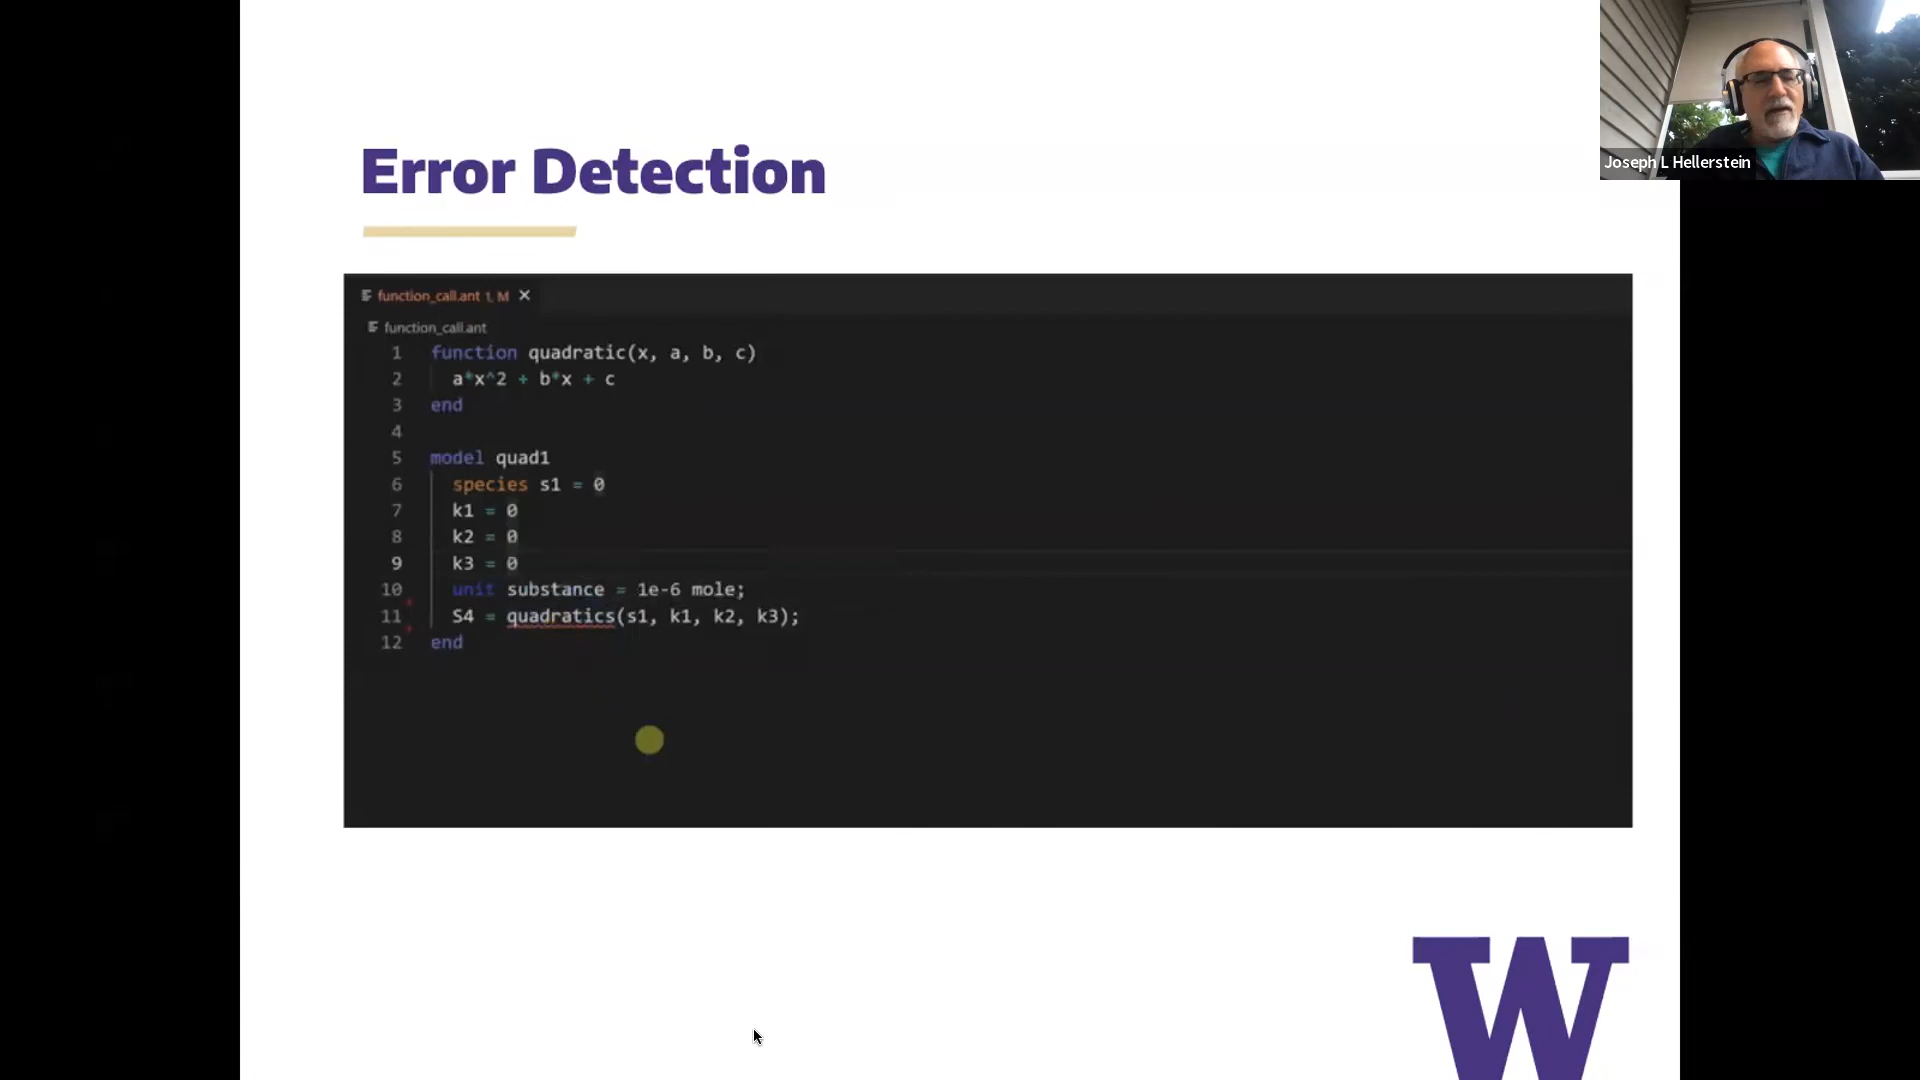 Joseph L Hellerstein
Error Detection
function_call.ant 1, M ✕
function_call.ant
1 function quadratic(x, a, b, c)
2 a*x^2 + b*x + c
3 end
4
5 model quad1
6 species s1 = 0
7 k1 = 0
8 k2 = 0
9 k3 = 0
10 unit substance = 1e-6 mole;
11 S4 = quadratics(s1, k1, k2, k3);
12 end
W